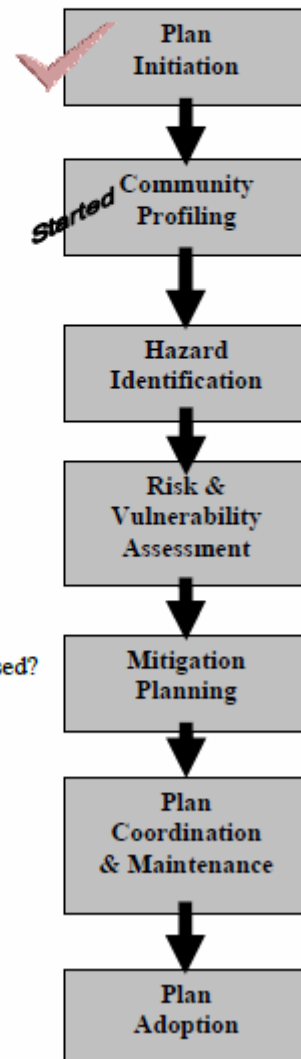 Plan
Initiation
Started
Community
Profiling
Hazard
Identification
Risk &
Vulnerability
Assessment
sed?
Mitigation
Planning
Plan
Coordination
& Maintenance
Plan
Adoption